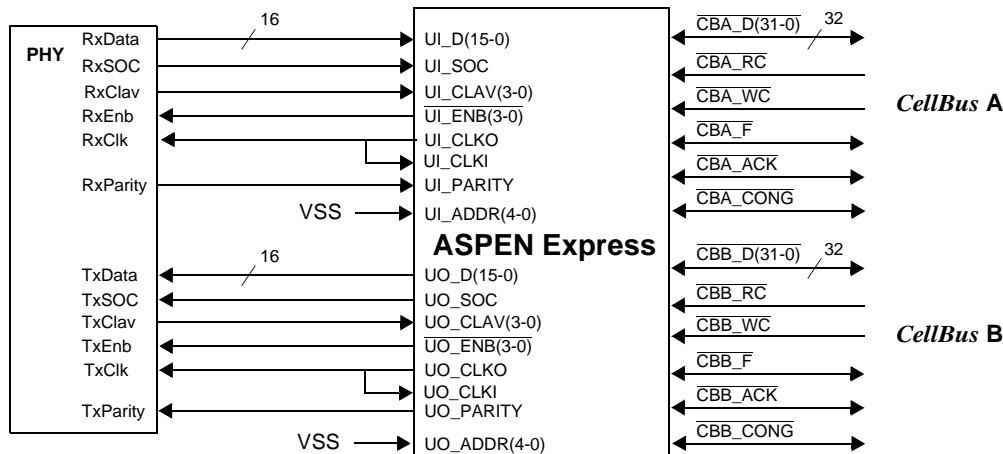 16
32
PHY
RxData
RxSOC
RxClav
RxEnb
RxClk
RxParity
VSS
UI_D(15-0)
UI_SOC
UI_CLAV(3-0)
UI_ENB(3-0)
UI_CLKO
UI_CLKI
UI_PARITY
UI_ADDR(4-0)
CBA_D(31-0)
CBA_RC
CBA_WC
CBA_F
CBA_ACK
CBA_CONG
CellBus A
ASPEN Express
16
32
TxData
TxSOC
TxClav
TxEnb
TxClk
TxParity
VSS
UO_D(15-0)
UO_SOC
UO_CLAV(3-0)
UO_ENB(3-0)
UO_CLKO
UO_CLKI
UO_PARITY
UO_ADDR(4-0)
CBB_D(31-0)
CBB_RC
CBB_WC
CBB_F
CBB_ACK
CBB_CONG
CellBus B